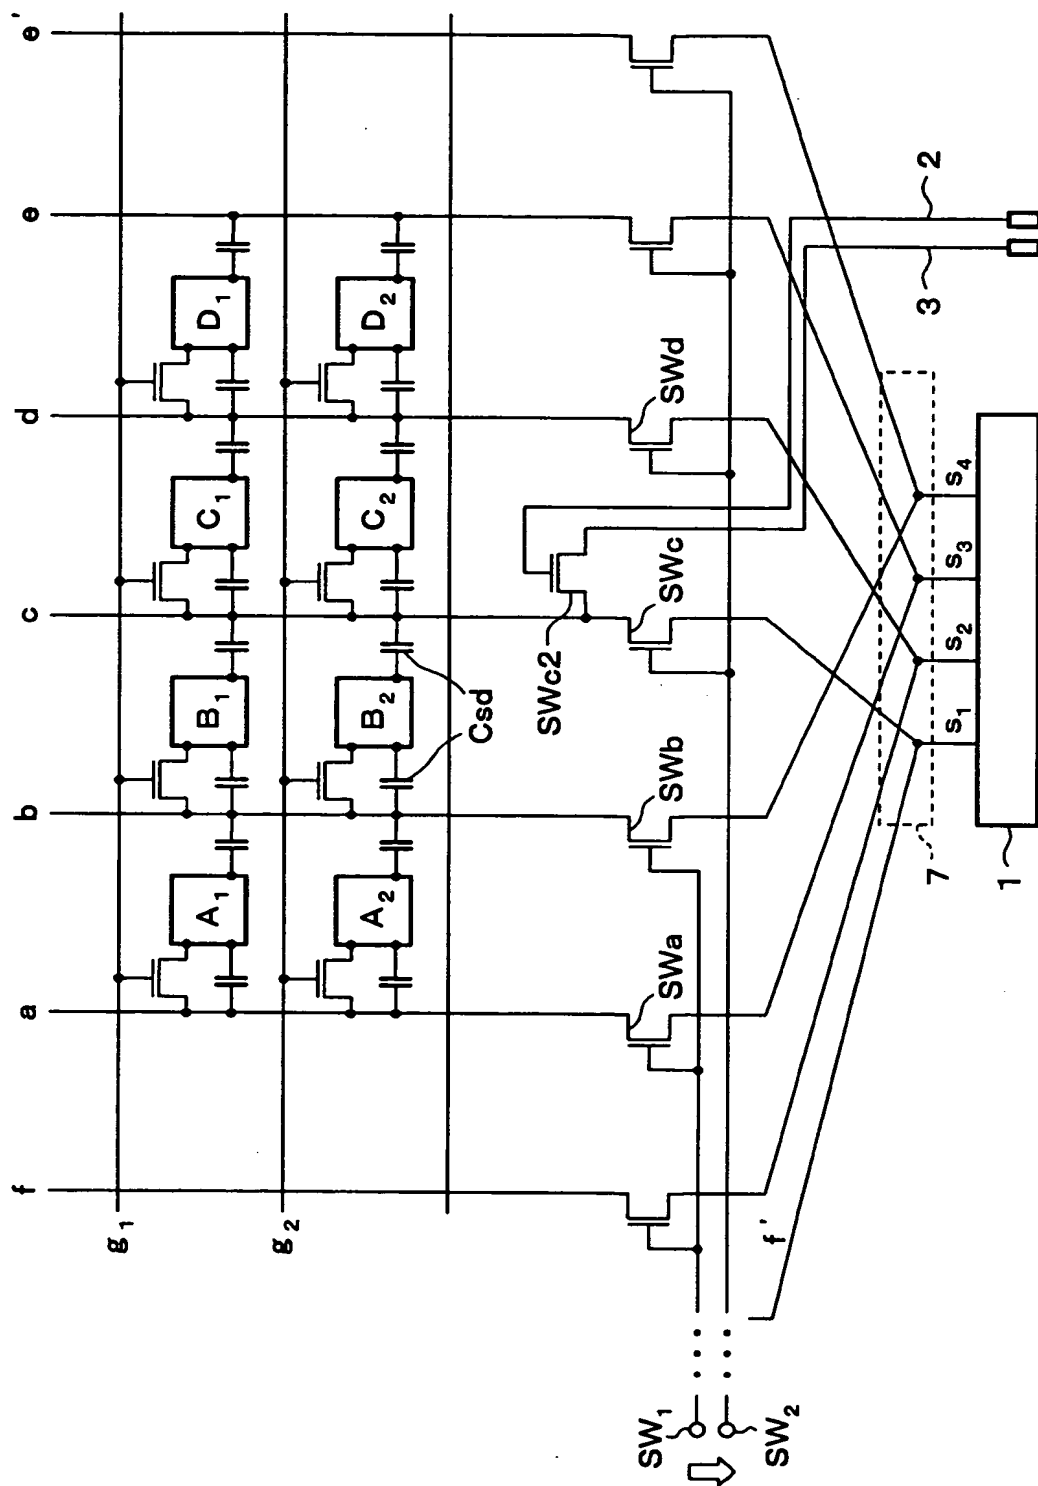 f a b c d e e'
g₁
A₁ B₁ C₁ D₁
g₂
A₂ B₂ C₂ D₂
Csd
SWc2
SWa SWb SWc SWd
SW₁
SW₂
f'
2
3
7
s₁ s₂ s₃ s₄
1